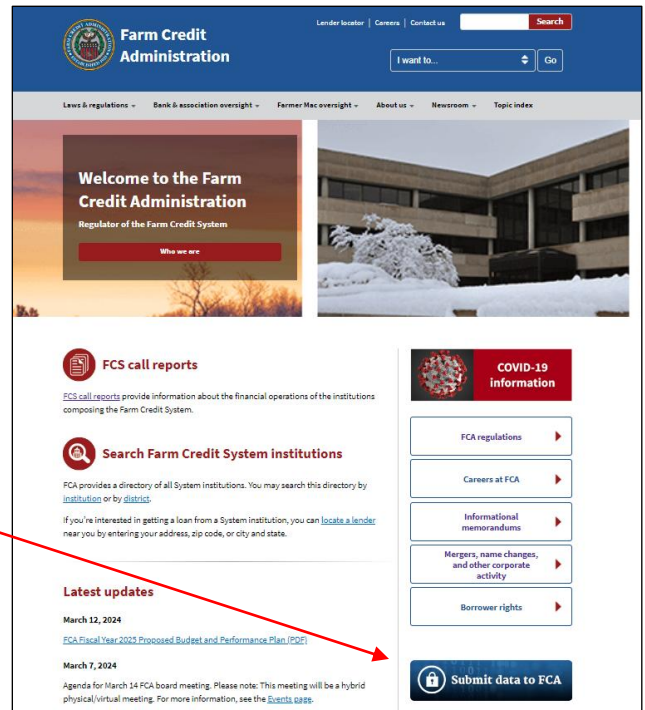 Farm Credit
Administration
Lender locator | Careers | Contact us
Search
I want to...
Go
Laws & regulations
Bank & association oversight
Farmer Mac oversight
About us
Newsroom
Topic index
Welcome to the Farm
Credit Administration
Regulator of the Farm Credit System
Who we are
FCS call reports
FCS call reports provide information about the financial operations of the institutions
composing the Farm Credit System.
Search Farm Credit System institutions
FCA provides a directory of all System institutions. You may search this directory by
institution or by district.
If you're interested in getting a loan from a System institution, you can locate a lender
near you by entering your address, zip code, or city and state.
Latest updates
March 12, 2024
FCA Fiscal Year 2025 Proposed Budget and Performance Plan (PDF)
March 7, 2024
Agenda for March 14 FCA board meeting. Please note: This meeting will be a hybrid
physical/virtual meeting. For more information, see the Events page.
COVID-19
information
FCA regulations
Careers at FCA
Informational
memorandums
Mergers, name changes,
and other corporate
activity
Borrower rights
Submit data to FCA